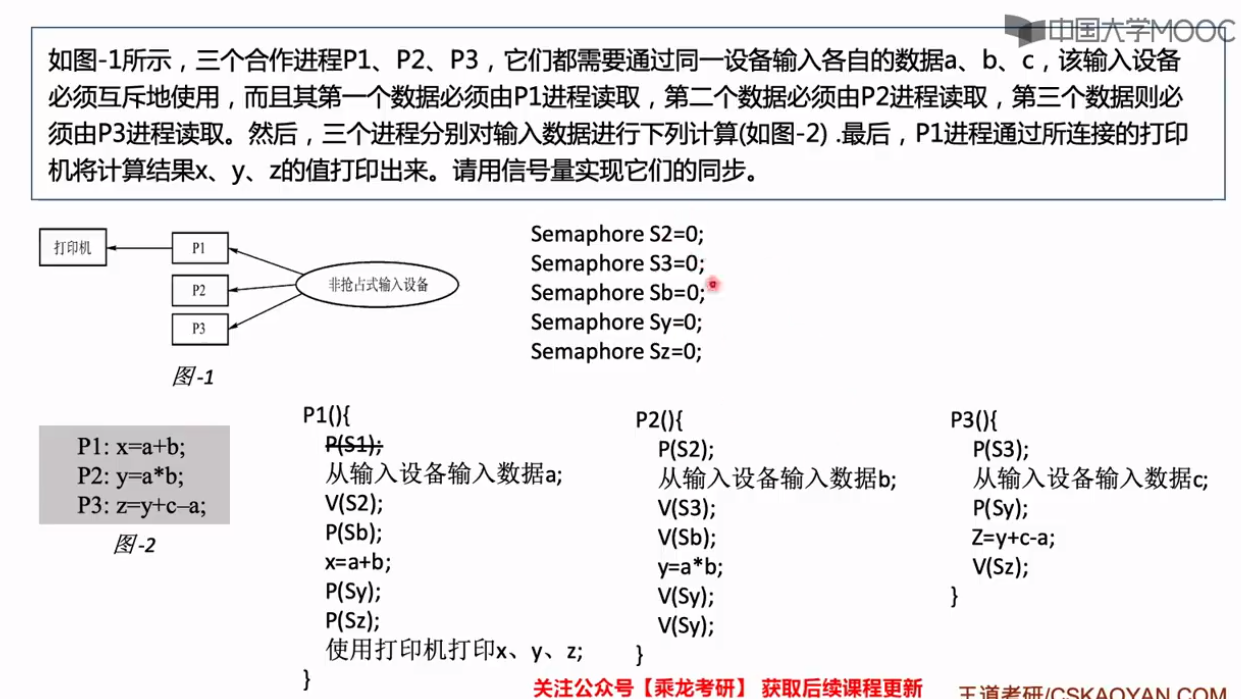 中国大学MOOC
如图-1所示，三个合作进程P1、P2、P3，它们都需要通过同一设备输入各自的数据a、b、c，该输入设备
必须互斥地使用，而且其第一个数据必须由P1进程读取，第二个数据必须由P2进程读取，第三个数据则必
须由P3进程读取。然后，三个进程分别对输入数据进行下列计算(如图-2) .最后，P1进程通过所连接的打印
机将计算结果x、y、z的值打印出来。请用信号量实现它们的同步。
打印机
P1
P2
P3
非抢占式输入设备
图-1
Semaphore S2=0;
Semaphore S3=0;
Semaphore Sb=0;
Semaphore Sy=0;
Semaphore Sz=0;
P1: x=a+b;
P2: y=a*b;
P3: z=y+c–a;
图-2
P1(){
P(S1);
从输入设备输入数据a;
V(S2);
P(Sb);
x=a+b;
P(Sy);
P(Sz);
使用打印机打印x、y、z;
}
P2(){
P(S2);
从输入设备输入数据b;
V(S3);
V(Sb);
y=a*b;
V(Sy);
V(Sy);
}
P3(){
P(S3);
从输入设备输入数据c;
P(Sy);
Z=y+c-a;
V(Sz);
}
关注公众号【乘龙考研】 获取后续课程更新
王道考研/CSKAOYAN.COM